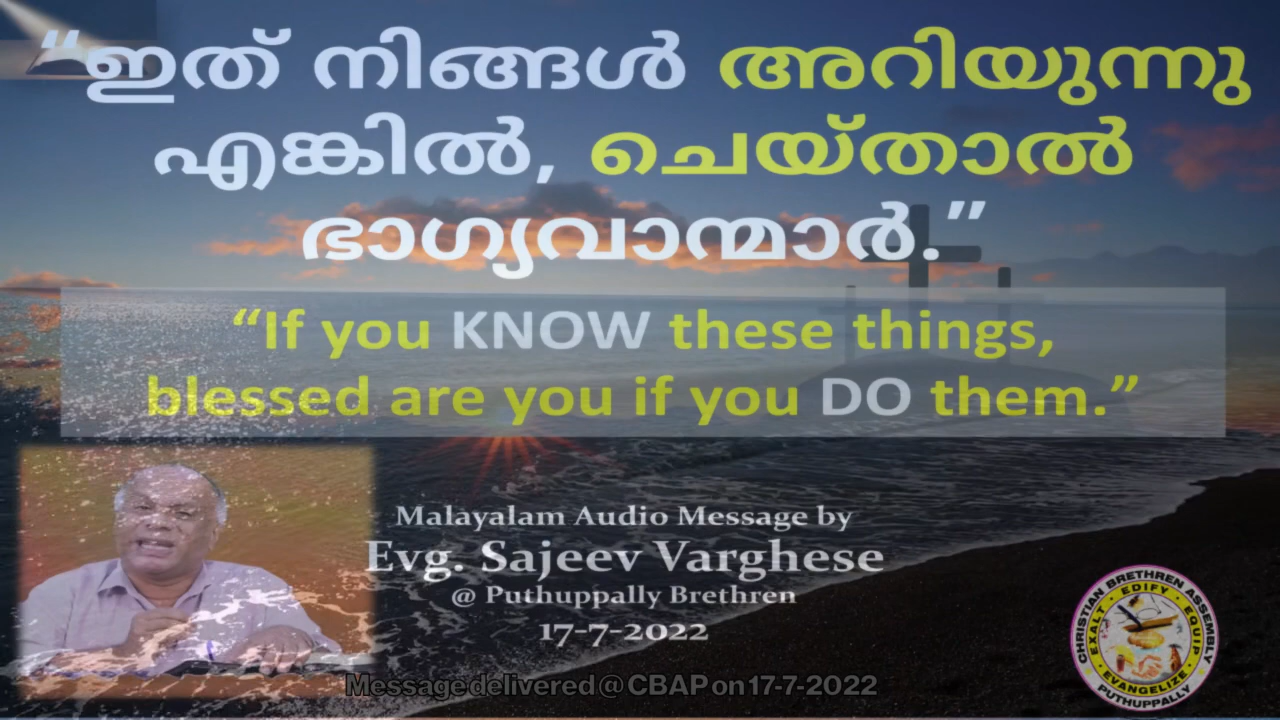 “ഇത് നിങ്ങൾ അറിയുന്നു
എങ്കിൽ, ചെയ്താൽ
ഭാഗ്യവാന്മാർ.”
“If you KNOW these things,
blessed are you if you DO them.”
Malayalam Audio Message by
Evg. Sajeev Varghese
@ Puthuppally Brethren
17-7-2022
Message delivered @ CBAP on 17-7-2022
CHRISTIAN BRETHREN ASSEMBLY
EXALT · EDIFY · EQUIP
EVANGELIZE
PUTHUPPALLY